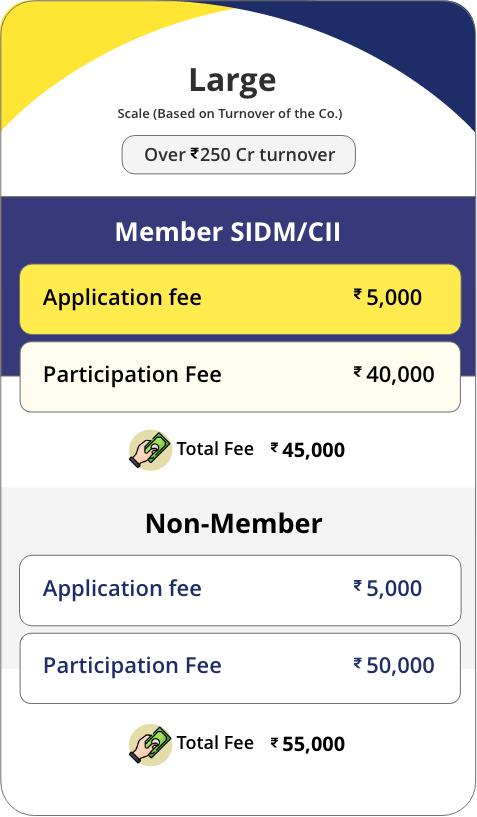 Large
Scale (Based on Turnover of the Co.)
Over ₹250 Cr turnover
Member SIDM/CII
Application fee ₹ 5,000
Participation Fee ₹ 40,000
Total Fee ₹ 45,000
Non-Member
Application fee ₹ 5,000
Participation Fee ₹ 50,000
Total Fee ₹ 55,000